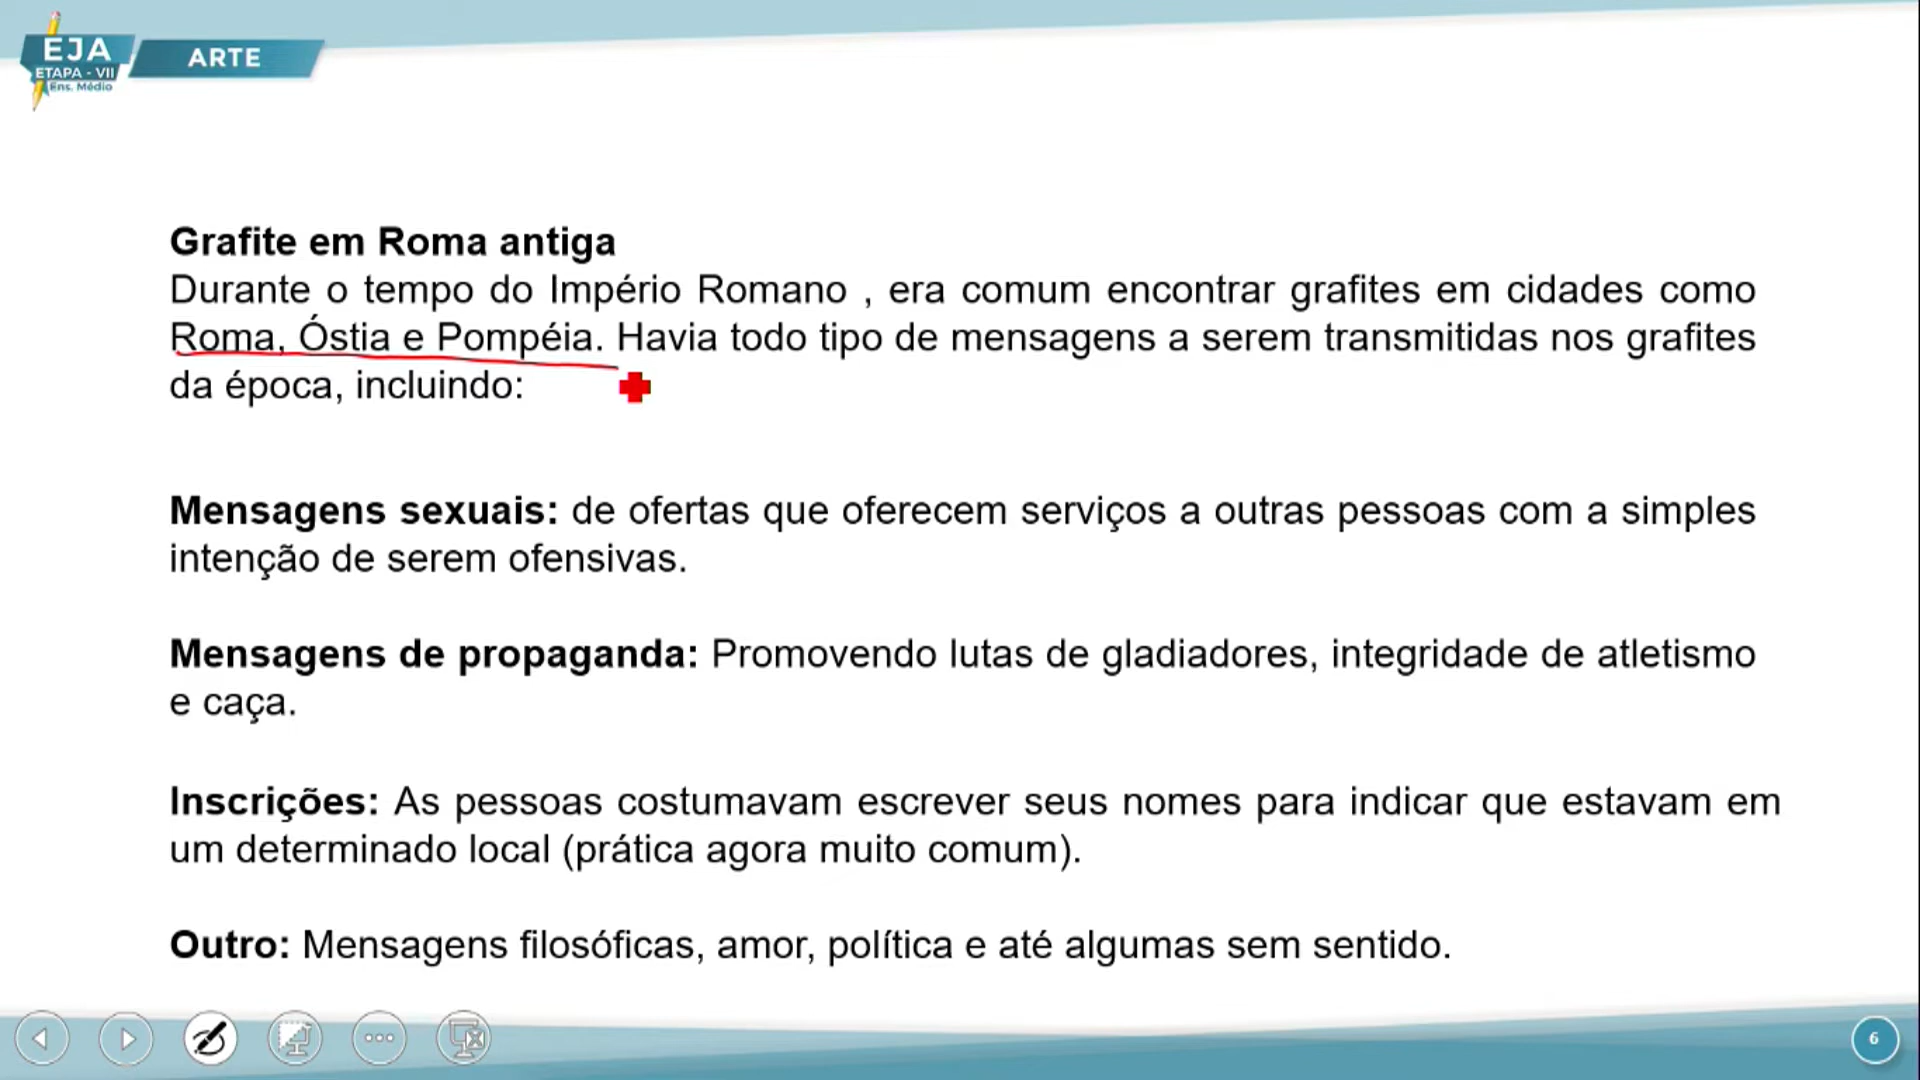 EJA
ETAPA - VII
Ens. Médio
ARTE
Grafite em Roma antiga
Durante o tempo do Império Romano , era comum encontrar grafites em cidades como
Roma, Óstia e Pompéia. Havia todo tipo de mensagens a serem transmitidas nos grafites
da época, incluindo:
Mensagens sexuais: de ofertas que oferecem serviços a outras pessoas com a simples
intenção de serem ofensivas.
Mensagens de propaganda: Promovendo lutas de gladiadores, integridade de atletismo
e caça.
Inscrições: As pessoas costumavam escrever seus nomes para indicar que estavam em
um determinado local (prática agora muito comum).
Outro: Mensagens filosóficas, amor, política e até algumas sem sentido.
6